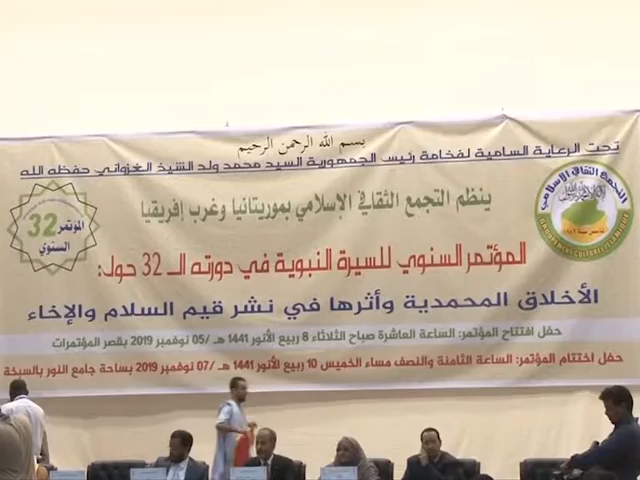 بسم الله الرحمن الرحيم
تحت الرعاية السامية لفخامة رئيس الجمهورية السيد محمد ولد الشيخ الغزواني حفظه الله
ينظم التجمع الثقافي الإسلامي بموريتانيا وغرب إفريقيا
المؤتمر السنوي للسيرة النبوية في دورته الـ 32 حول:
الأخلاق المحمدية وأثرها في نشر قيم السلام والإخاء
حفل افتتاح المؤتمر: الساعة العاشرة صباح الثلاثاء 8 ربيع الأنور 1441 هـ /05 نوفمبر 2019 بقصر المؤتمرات
حفل اختتام المؤتمر: الساعة الثامنة والنصف مساء الخميس 10 ربيع الأنور 1441 هـ /07 نوفمبر 2019 بساحة جامع النور بالسبخة
التجمع الثقافي الإسلامي
GROUPEMENT CULTUREL ISLAMIQUE
المؤتمر
32
السنوي